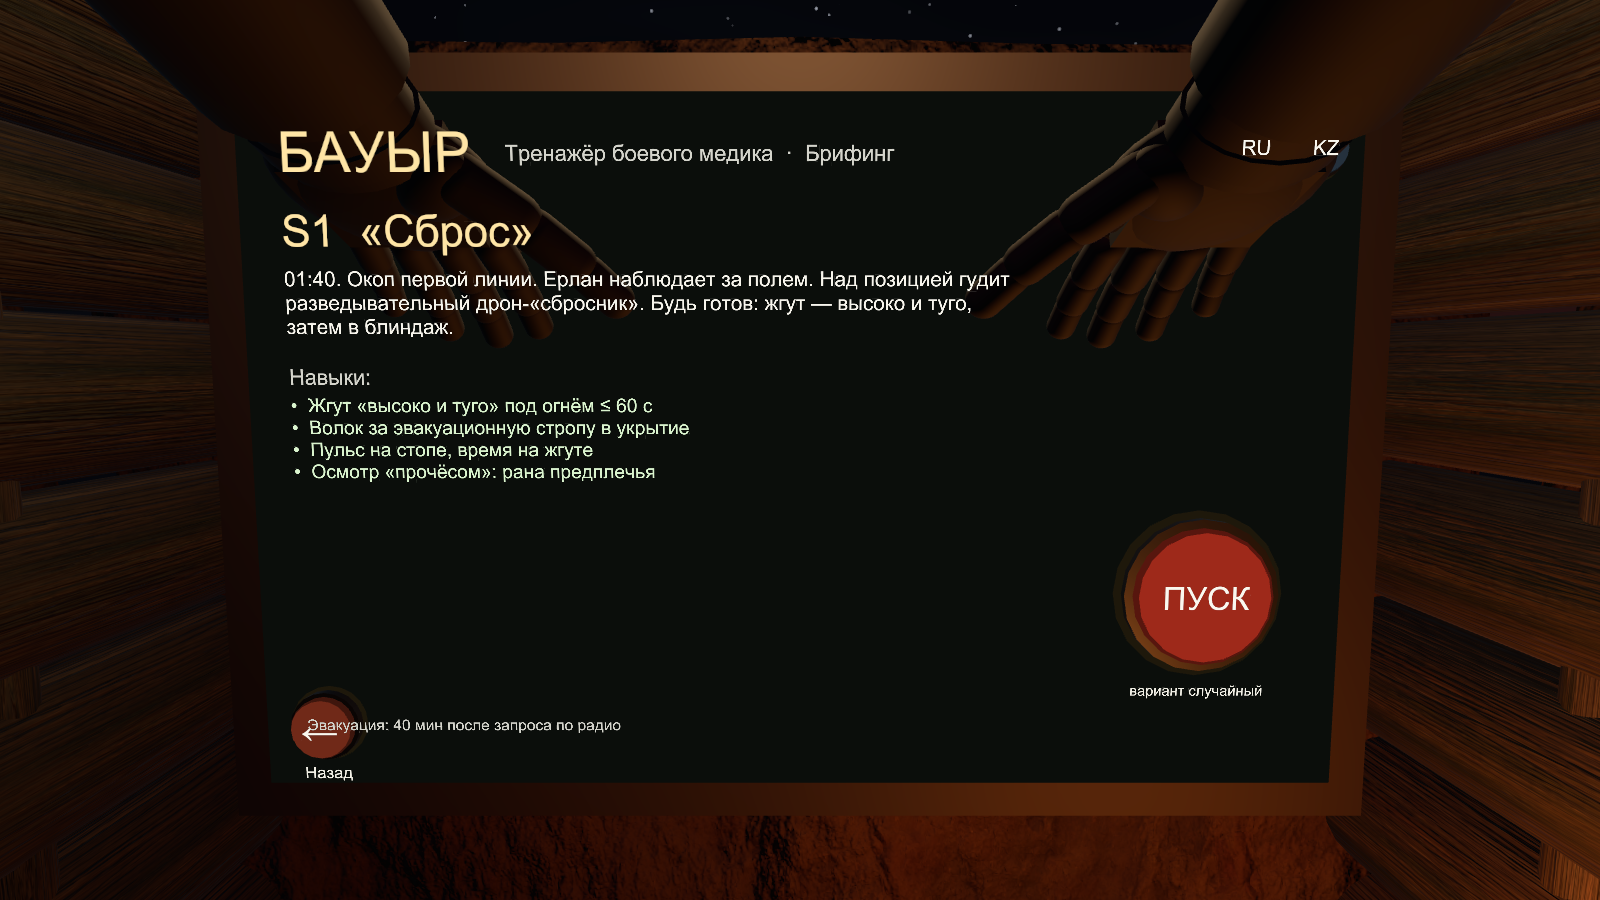 БАУЫР
Тренажёр боевого медика · Брифинг
RU KZ
S1 «Сброс»
01:40. Окоп первой линии. Ерлан наблюдает за полем. Над позицией гудит
разведывательный дрон-«сбросник». Будь готов: жгут — высоко и туго,
затем в блиндаж.
Навыки:
• Жгут «высоко и туго» под огнём ≤ 60 с
• Волок за эвакуационную стропу в укрытие
• Пульс на стопе, время на жгуте
• Осмотр «прочёсом»: рана предплечья
ПУСК
вариант случайный
Эвакуация: 40 мин после запроса по радио
←
Назад